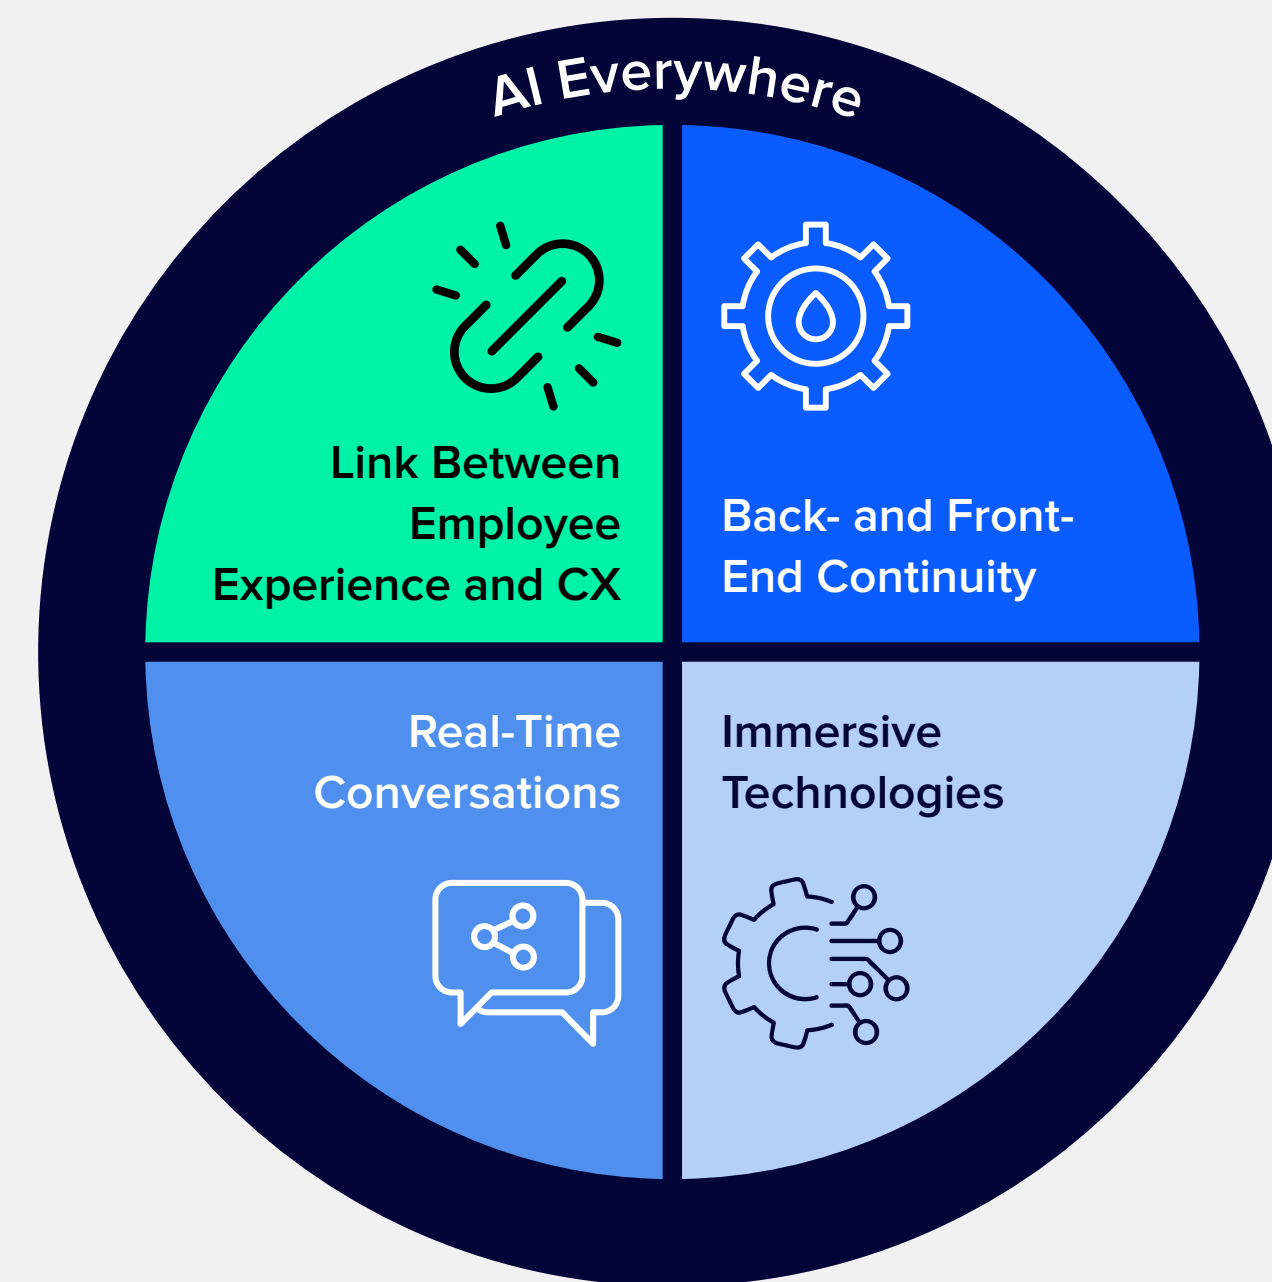 AI Everywhere
Link Between
Employee
Experience and CX
Back- and Front-
End Continuity
Real-Time
Conversations
Immersive
Technologies